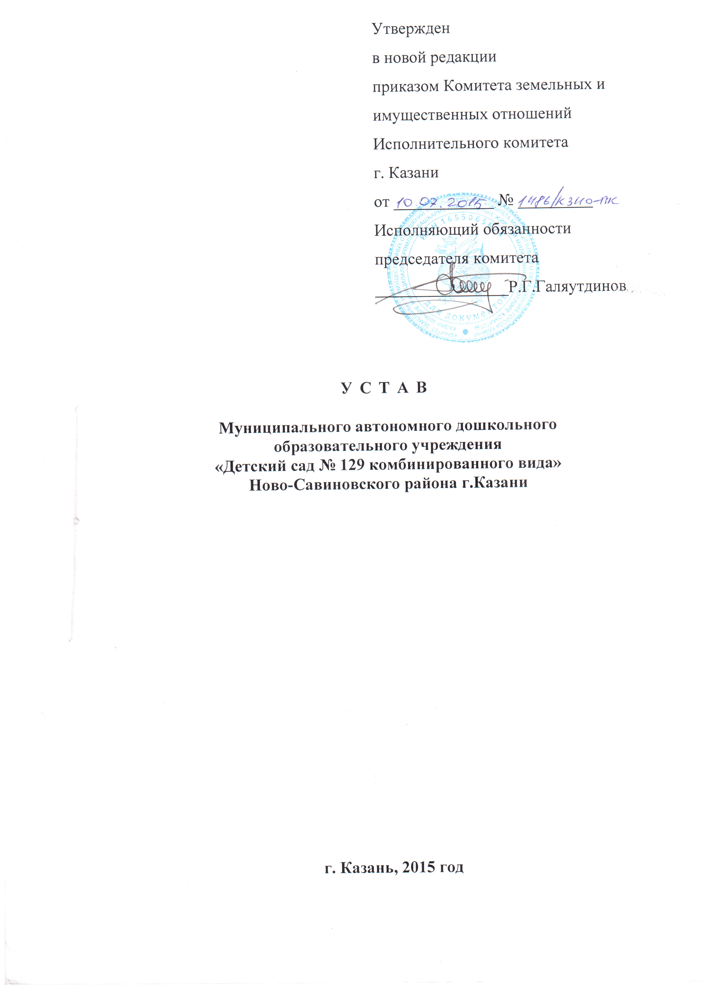 Утвержден
в новой редакции
приказом Комитета земельных и
имущественных отношений
Исполнительного комитета
г. Казани
от 10.07.2015 № 1486/кзио-пк
Исполняющий обязанности
председателя комитета
Р.Г.Галяутдинов
для документов
У С Т А В
Муниципального автономного дошкольного
образовательного учреждения
«Детский сад № 129 комбинированного вида»
Ново-Савиновского района г.Казани
г. Казань, 2015 год